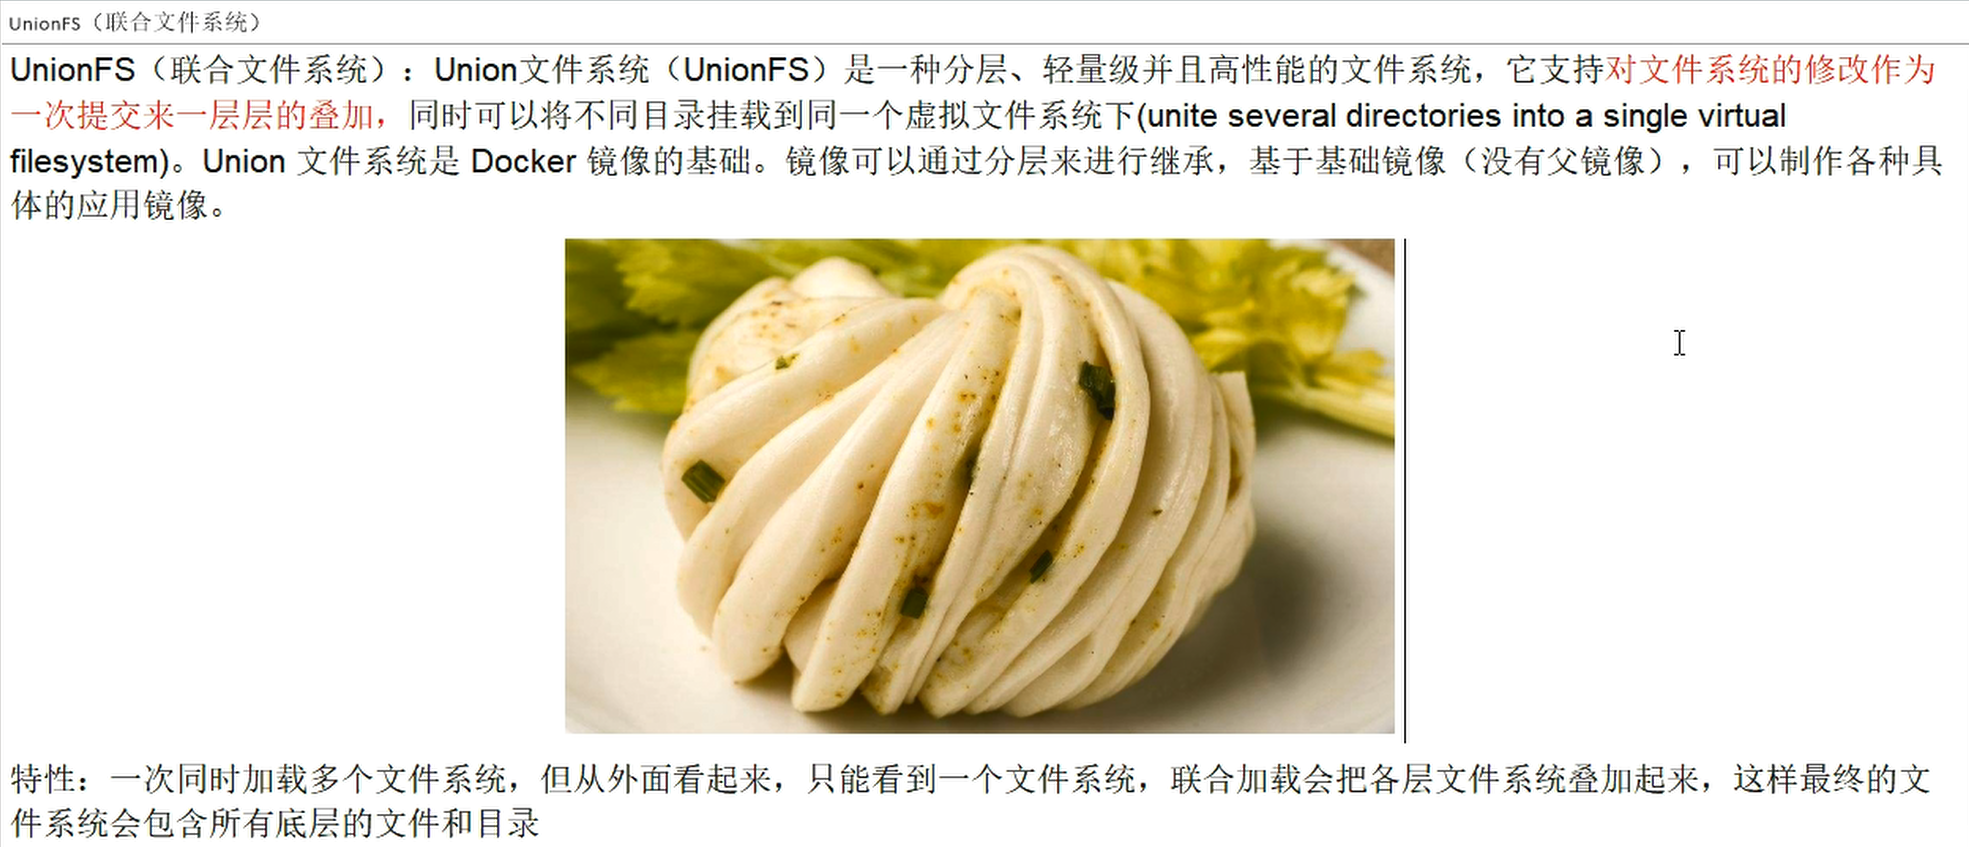 UnionFS（联合文件系统）
UnionFS（联合文件系统）：Union文件系统（UnionFS）是一种分层、轻量级并且高性能的文件系统，它支持对文件系统的修改作为
一次提交来一层层的叠加，同时可以将不同目录挂载到同一个虚拟文件系统下(unite several directories into a single virtual
filesystem)。Union 文件系统是 Docker 镜像的基础。镜像可以通过分层来进行继承，基于基础镜像（没有父镜像），可以制作各种具
体的应用镜像。
特性：一次同时加载多个文件系统，但从外面看起来，只能看到一个文件系统，联合加载会把各层文件系统叠加起来，这样最终的文
件系统会包含所有底层的文件和目录